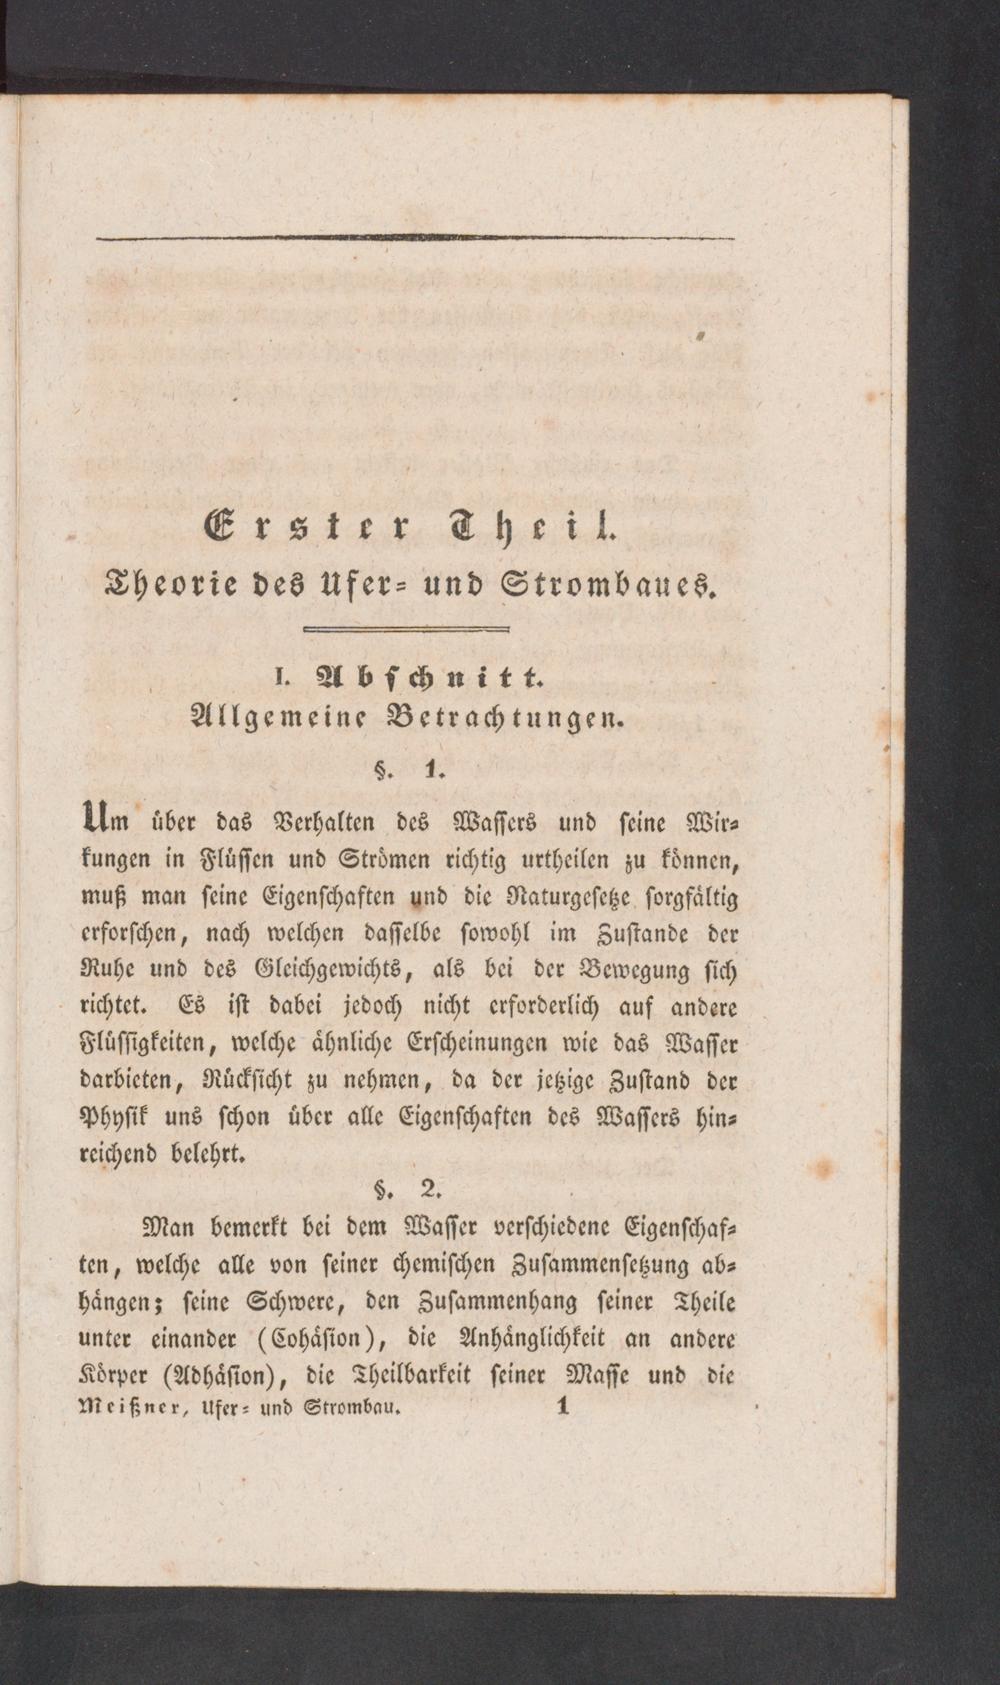 Erster Theil.
Theorie des Ufer- und Strombaues.
I. Abschnitt.
Allgemeine Betrachtungen.
§. 1.
Um über das Verhalten des Wassers und seine Wir-
kungen in Flüssen und Strömen richtig urtheilen zu können,
muß man seine Eigenschaften und die Naturgesetze sorgfältig
erforschen, nach welchen dasselbe sowohl im Zustande der
Ruhe und des Gleichgewichts, als bei der Bewegung sich
richtet. Es ist dabei jedoch nicht erforderlich auf andere
Flüssigkeiten, welche ähnliche Erscheinungen wie das Wasser
darbieten, Rücksicht zu nehmen, da der jetzige Zustand der
Physik uns schon über alle Eigenschaften des Wassers hin-
reichend belehrt.
§. 2.
Man bemerkt bei dem Wasser verschiedene Eigenschaf-
ten, welche alle von seiner chemischen Zusammensetzung ab-
hängen; seine Schwere, den Zusammenhang seiner Theile
unter einander (Cohäsion), die Anhänglichkeit an andere
Körper (Adhäsion), die Theilbarkeit seiner Masse und die
Meißner, Ufer- und Strombau. 1